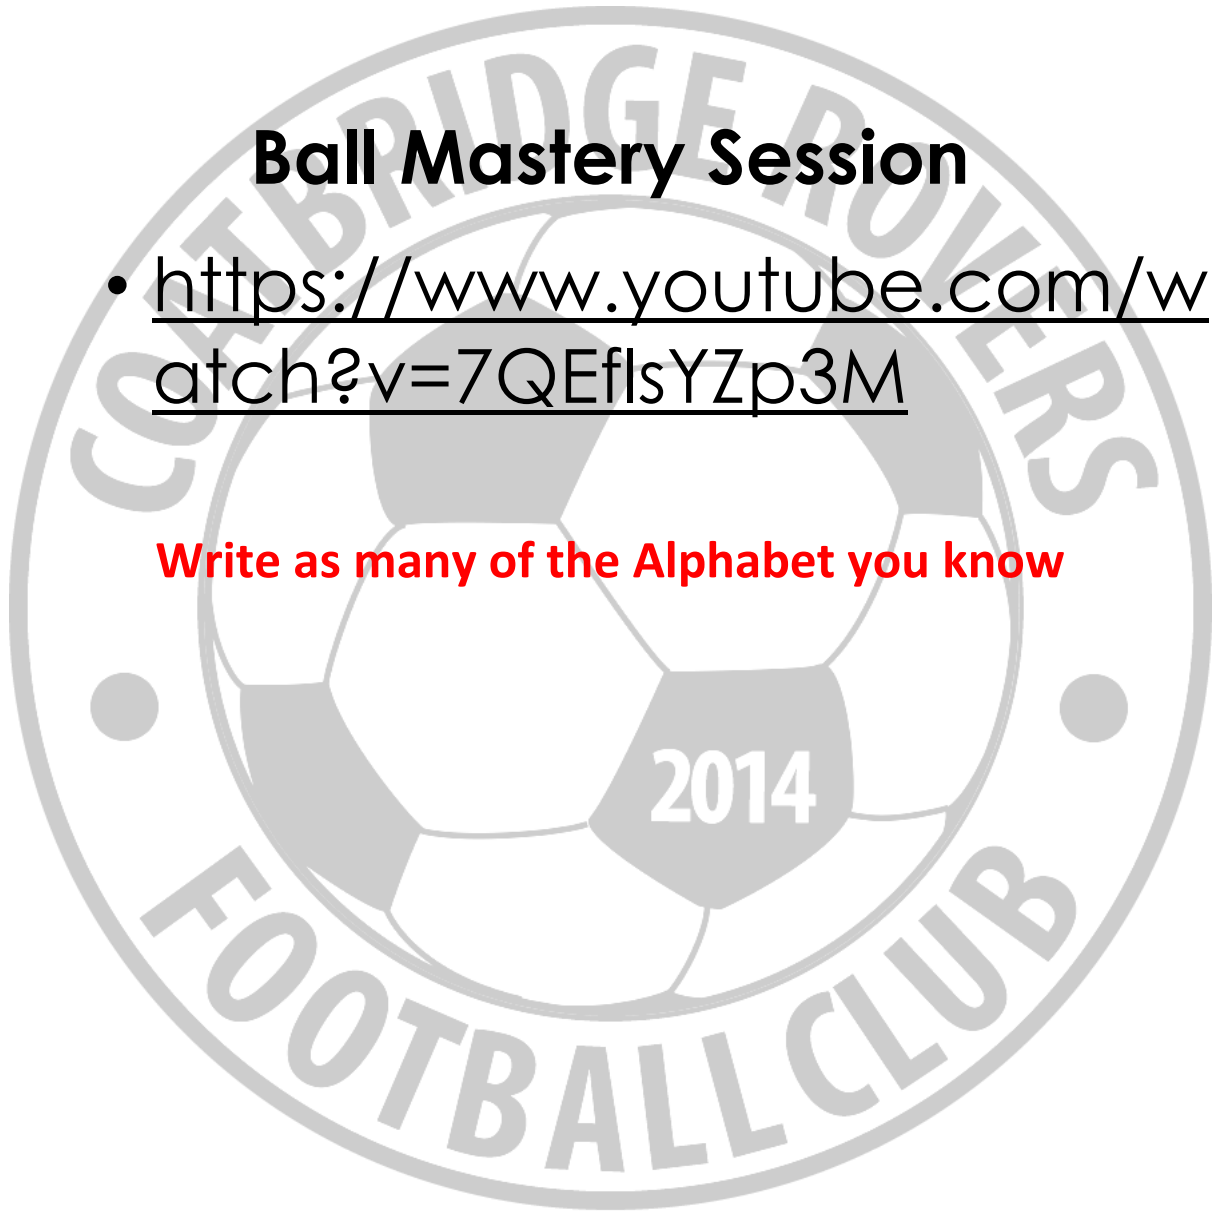 COATBRIDGE ROVERS
Ball Mastery Session
• https://www.youtube.com/w
atch?v=7QEflsYZp3M
Write as many of the Alphabet you know
2014
FOOTBALL CLUB